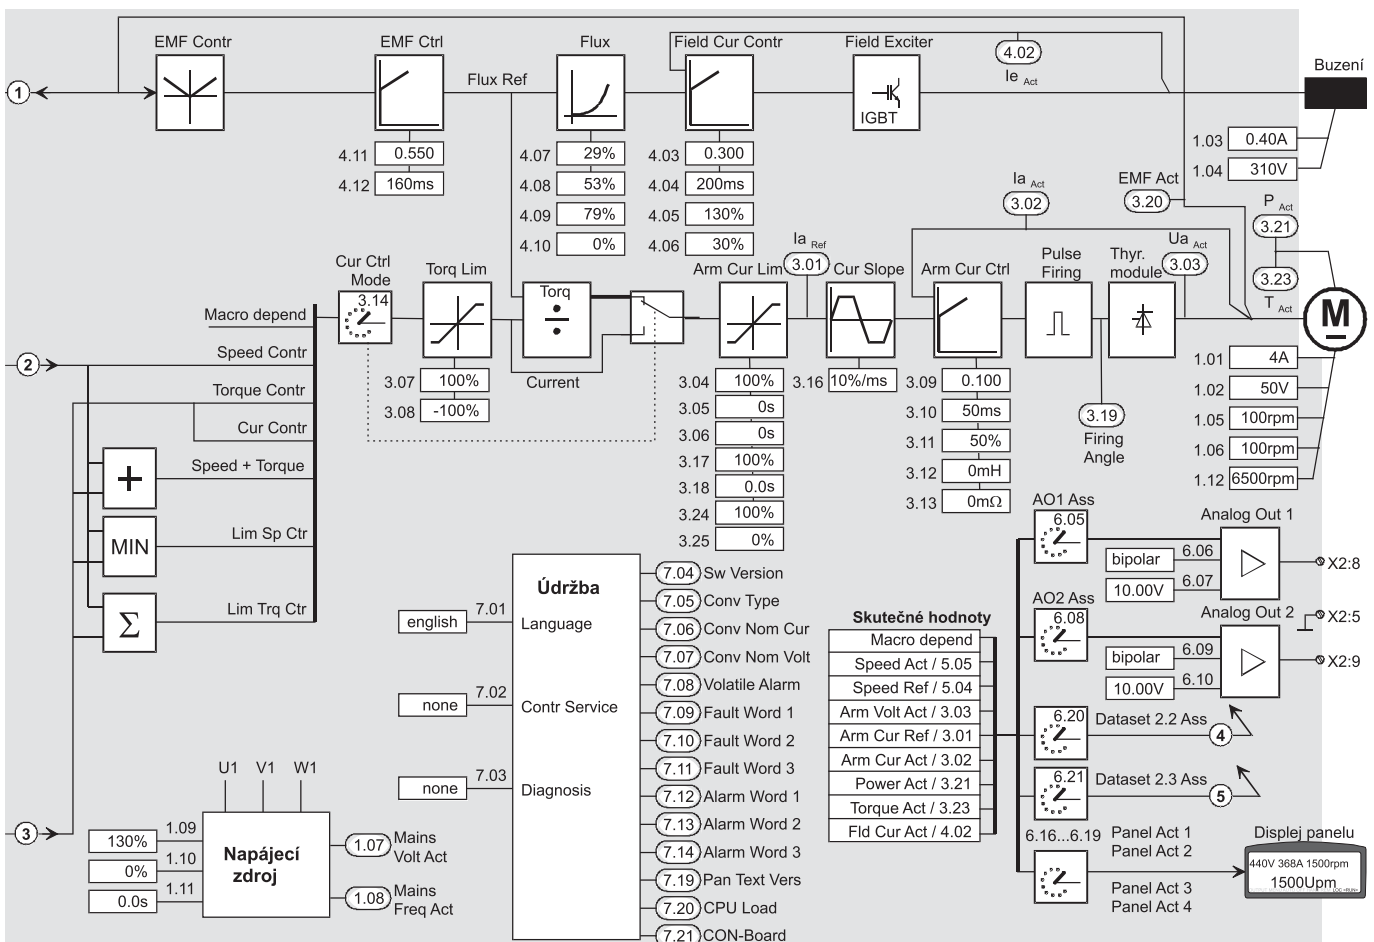 EMF Contr
EMF Ctrl
Flux
Field Cur Contr
Field Exciter
4.02
Ie Act
Buzení
Flux Ref
1
IGBT
4.11 0.550
4.12 160ms
4.07 29%
4.08 53%
4.09 79%
4.10 0%
4.03 0.300
4.04 200ms
4.05 130%
4.06 30%
1.03 0.40A
1.04 310V
Ia Act
3.02
EMF Act
3.20
P Act
3.21
3.23
T Act
Cur Ctrl
Mode
3.14
Torq Lim
Torq
Current
Arm Cur Lim
Ia Ref
3.01
Cur Slope
Arm Cur Ctrl
Pulse
Firing
Thyr.
module
Ua Act
3.03
M
Macro depend
2
Speed Contr
Torque Contr
Cur Contr
Speed + Torque
+
Lim Sp Ctr
MIN
Lim Trq Ctr
Σ
3.07 100%
3.08 -100%
3.04 100%
3.05 0s
3.06 0s
3.17 100%
3.18 0.0s
3.24 100%
3.25 0%
3.16 10%/ms
3.09 0.100
3.10 50ms
3.11 50%
3.12 0mH
3.13 0mΩ
3.19
Firing
Angle
1.01 4A
1.02 50V
1.05 100rpm
1.06 100rpm
1.12 6500rpm
Údržba
english 7.01
Language
none 7.02
Contr Service
none 7.03
Diagnosis
7.04 Sw Version
7.05 Conv Type
7.06 Conv Nom Cur
7.07 Conv Nom Volt
7.08 Volatile Alarm
7.09 Fault Word 1
7.10 Fault Word 2
7.11 Fault Word 3
7.12 Alarm Word 1
7.13 Alarm Word 2
7.14 Alarm Word 3
7.19 Pan Text Vers
7.20 CPU Load
7.21 CON-Board
Skutečné hodnoty
Macro depend
Speed Act / 5.05
Speed Ref / 5.04
Arm Volt Act / 3.03
Arm Cur Ref / 3.01
Arm Cur Act / 3.02
Power Act / 3.21
Torque Act / 3.23
Fld Cur Act / 4.02
AO1 Ass
6.05
Analog Out 1
bipolar 6.06
10.00V 6.07
X2:8
AO2 Ass
6.08
Analog Out 2
X2:5
bipolar 6.09
10.00V 6.10
X2:9
6.20
Dataset 2.2 Ass
4
6.21
Dataset 2.3 Ass
5
6.16...6.19
Panel Act 1
Panel Act 2
Panel Act 3
Panel Act 4
Displej panelu
440V 368A 1500rpm
1500Upm
3
U1 V1 W1
130% 1.09
0% 1.10
0.0s 1.11
Napájecí
zdroj
1.07 Mains
Volt Act
1.08 Mains
Freq Act